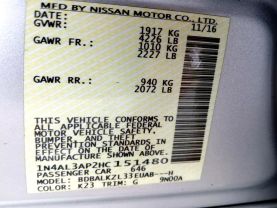 MFD BY NISSAN MOTOR CO., LTD.
DATE: 11/16
GVWR: 1917 KG
4226 LB
GAWR FR.: 1010 KG
2227 LB
GAWR RR.: 940 KG
2072 LB
THIS VEHICLE CONFORMS TO
ALL APPLICABLE FEDERAL
MOTOR VEHICLE SAFETY
BUMPER, AND THEFT
PREVENTION STANDARDS IN
EFFECT ON THE DATE OF
MANUFACTURE SHOWN ABOVE.
1N4AL3AP2HC151480
PASSENGER CAR 646
MODEL: BDBALKZL33EUAB---H
COLOR: K23 TRIM: G 9N00A